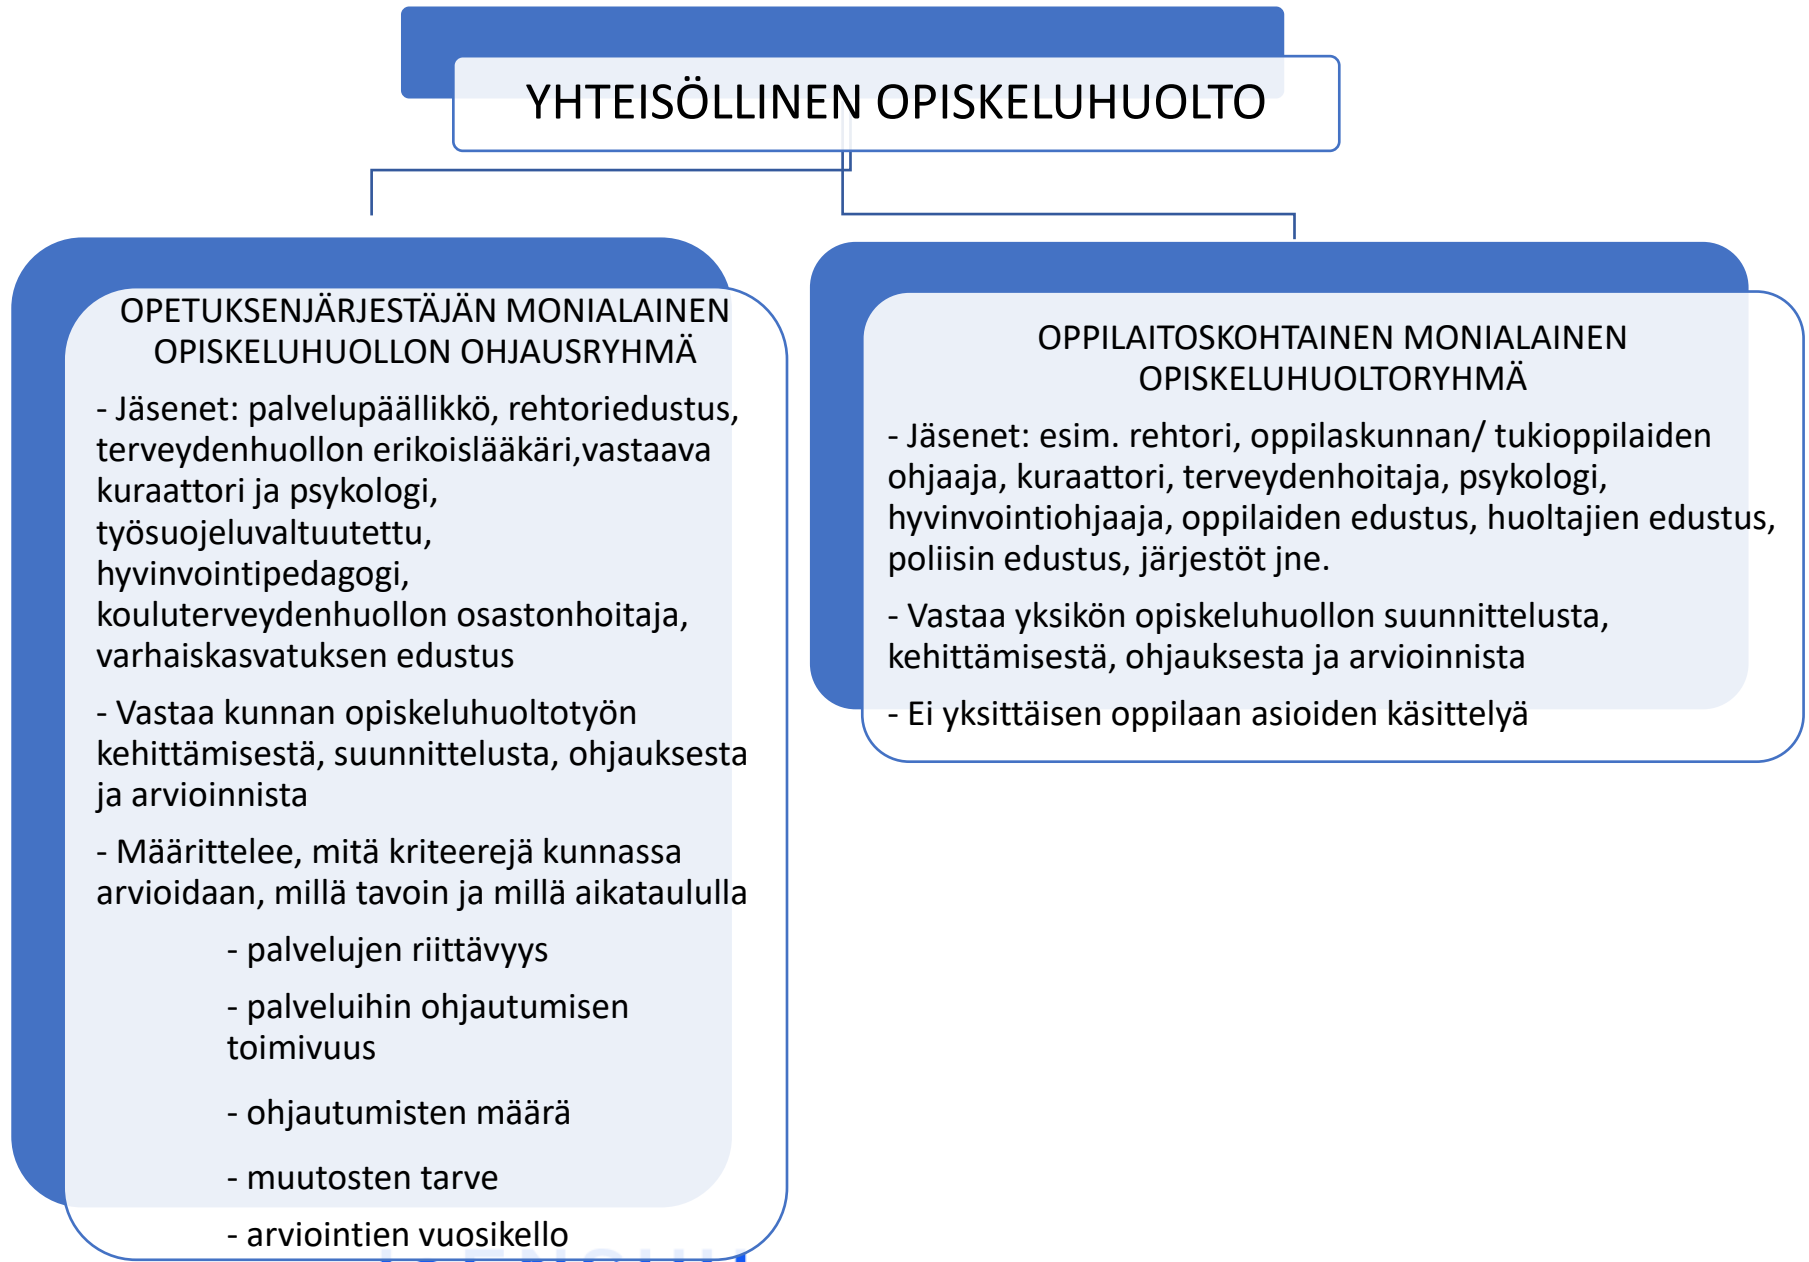 YHTEISÖLLINEN OPISKELUHUOLTO
OPETUKSENJÄRJESTÄJÄN MONIALAINEN
OPISKELUHUOLLON OHJAUSRYHMÄ
- Jäsenet: palvelupäällikkö, rehtoriedustus,
terveydenhuollon erikoislääkäri,vastaava
kuraattori ja psykologi,
työsuojeluvaltuutettu,
hyvinvointipedagogi,
kouluterveydenhuollon osastonhoitaja,
varhaiskasvatuksen edustus
- Vastaa kunnan opiskeluhuoltotyön
kehittämisestä, suunnittelusta, ohjauksesta
ja arvioinnista
- Määrittelee, mitä kriteerejä kunnassa
arvioidaan, millä tavoin ja millä aikataululla
- palvelujen riittävyys
- palveluihin ohjautumisen
toimivuus
- ohjautumisten määrä
- muutosten tarve
- arviointien vuosikello
OPPILAITOSKOHTAINEN MONIALAINEN
OPISKELUHUOLTORYHMÄ
- Jäsenet: esim. rehtori, oppilaskunnan/ tukioppilaiden
ohjaaja, kuraattori, terveydenhoitaja, psykologi,
hyvinvointiohjaaja, oppilaiden edustus, huoltajien edustus,
poliisin edustus, järjestöt jne.
- Vastaa yksikön opiskeluhuollon suunnittelusta,
kehittämisestä, ohjauksesta ja arvioinnista
- Ei yksittäisen oppilaan asioiden käsittelyä